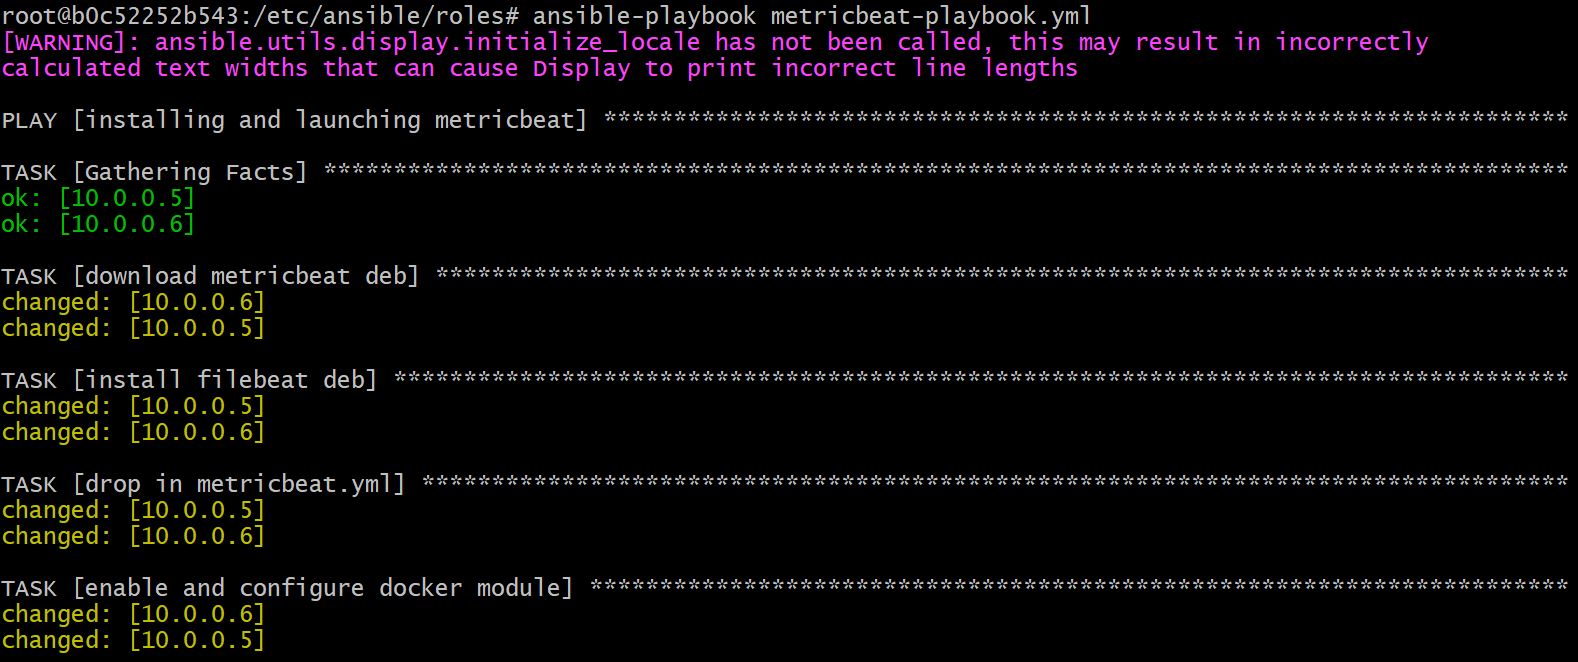 root@b0c52252b543:/etc/ansible/roles# ansible-playbook metricbeat-playbook.yml
[WARNING]: ansible.utils.display.initialize_locale has not been called, this may result in incorrectly
calculated text widths that can cause Display to print incorrect line lengths
PLAY [installing and launching metricbeat] *********************************************************************
TASK [Gathering Facts] *****************************************************************************************
ok: [10.0.0.5]
ok: [10.0.0.6]
TASK [download metricbeat deb] *********************************************************************************
changed: [10.0.0.6]
changed: [10.0.0.5]
TASK [install filebeat deb] ************************************************************************************
changed: [10.0.0.5]
changed: [10.0.0.6]
TASK [drop in metricbeat.yml] **********************************************************************************
changed: [10.0.0.5]
changed: [10.0.0.6]
TASK [enable and configure docker module] **********************************************************************
changed: [10.0.0.6]
changed: [10.0.0.5]